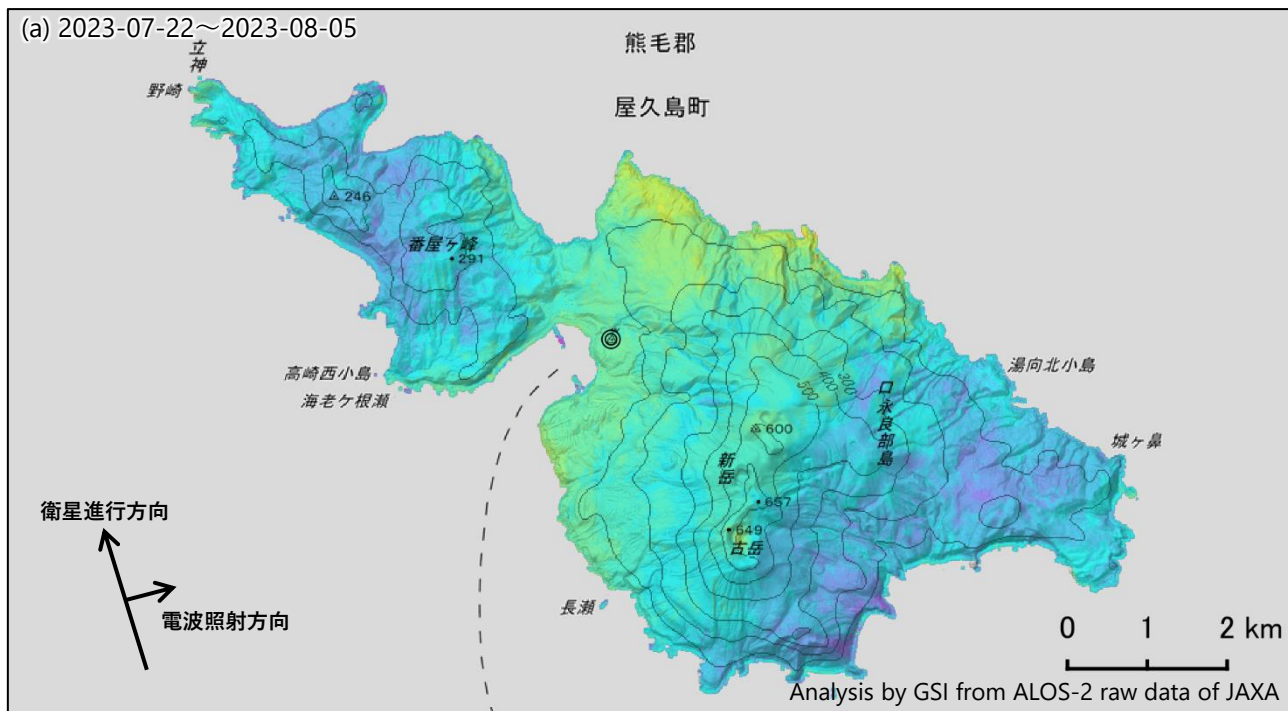 (a) 2023-07-22～2023-08-05
立神
野崎
熊毛郡
屋久島町
246
番屋ヶ峰
291
高崎西小島
海老ケ根瀬
湯向北小島
300
400
500
口永良部島
600
新岳
城ヶ鼻
657
649
古岳
長瀬
衛星進行方向
電波照射方向
0 1 2 km
Analysis by GSI from ALOS-2 raw data of JAXA